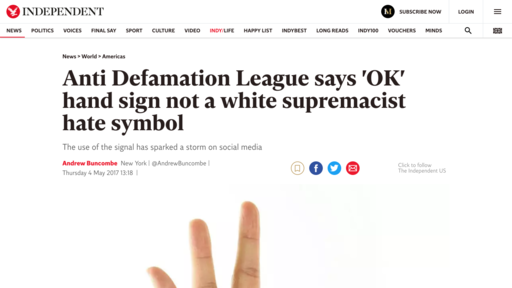 INDEPENDENT
SUBSCRIBE NOW
LOGIN
NEWS POLITICS VOICES FINAL SAY SPORT CULTURE VIDEO INDY/LIFE HAPPY LIST INDYBEST LONG READS INDY100 VOUCHERS MINDS
News > World > Americas
Anti Defamation League says 'OK'
hand sign not a white supremacist
hate symbol
The use of the signal has sparked a storm on social media
Andrew Buncombe New York | @AndrewBuncombe |
Thursday 4 May 2017 13:18 |
Click to follow
The Independent US